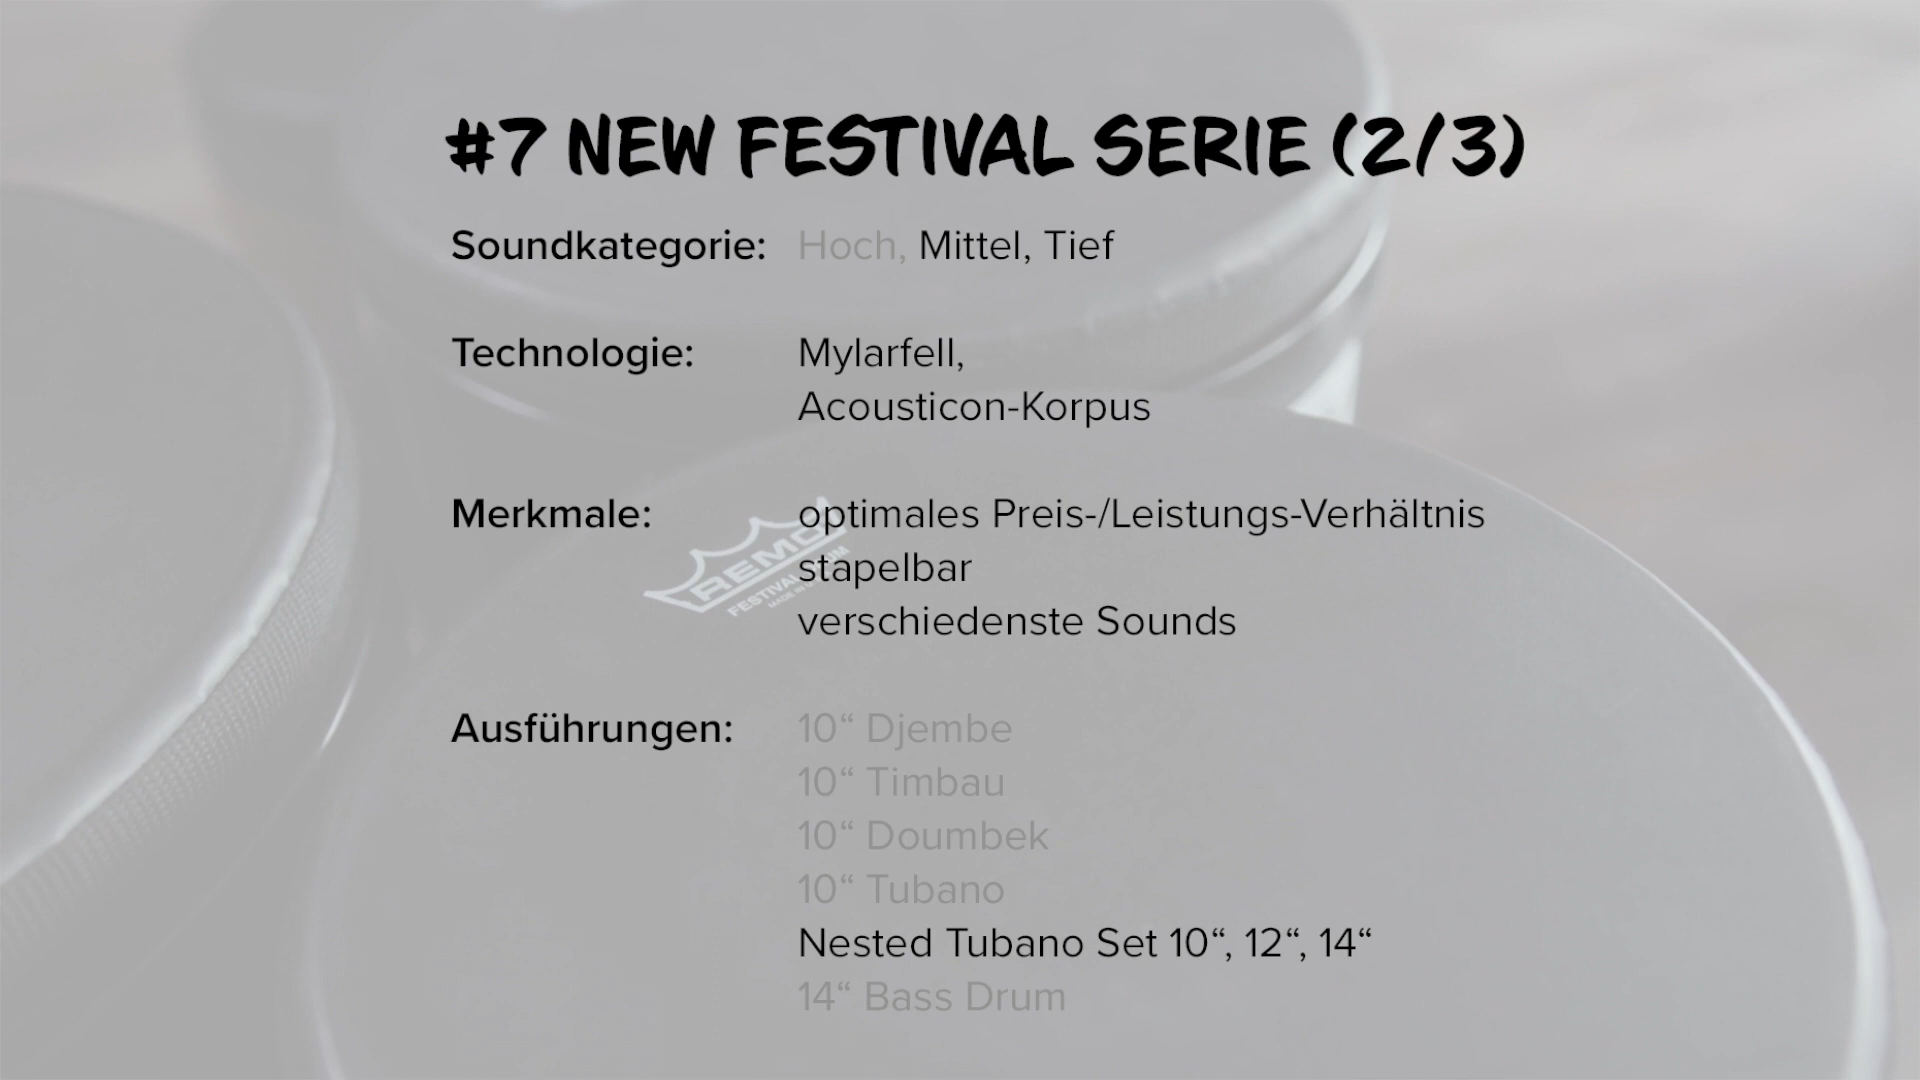 #7 NEW FESTIVAL SERIE (2/3)
Soundkategorie: Hoch, Mittel, Tief
Technologie: Mylarfell,
Acousticon-Korpus
Merkmale: optimales Preis-/Leistungs-Verhältnis
stapelbar
verschiedenste Sounds
REMO
FESTIVAL
MADE IN
Ausführungen: 10“ Djembe
10“ Timbau
10“ Doumbek
10“ Tubano
Nested Tubano Set 10“, 12“, 14“
14“ Bass Drum